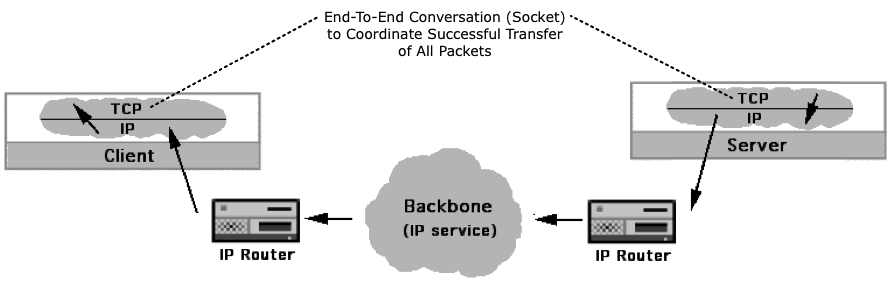 End-To-End Conversation (Socket)
to Coordinate Successful Transfer
of All Packets
TCP
IP
Client
TCP
IP
Server
Backbone
(IP service)
IP Router
IP Router